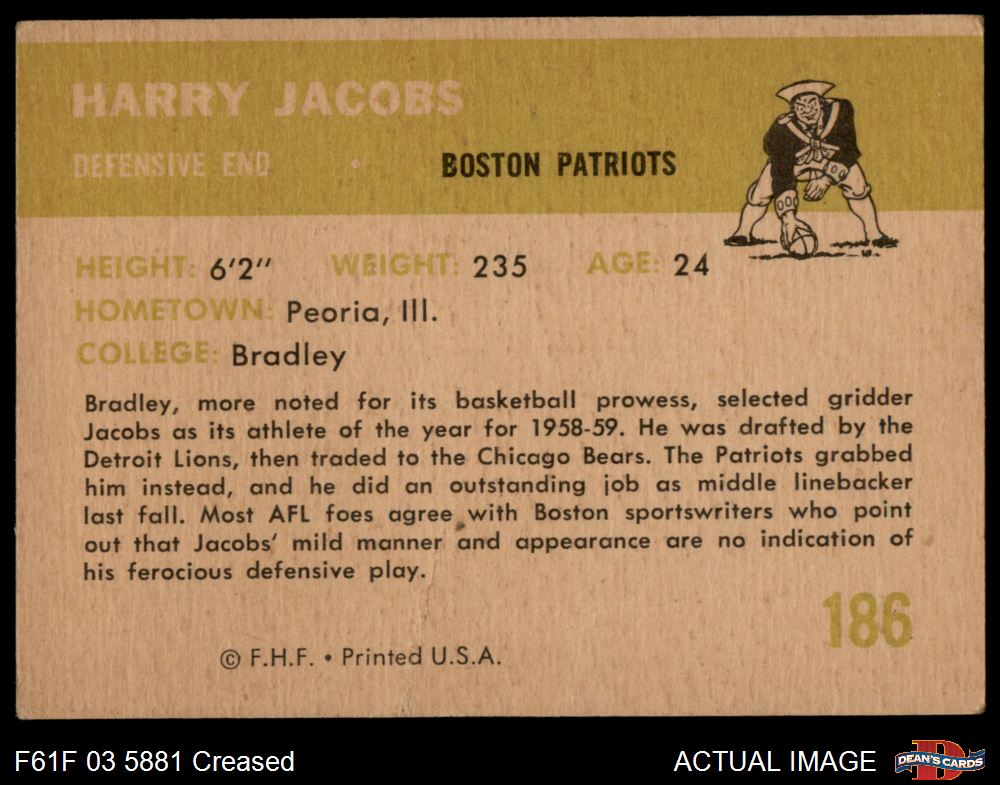 HARRY JACOBS
DEFENSIVE END • BOSTON PATRIOTS
HEIGHT: 6'2" WEIGHT: 235 AGE: 24
HOMETOWN: Peoria, Ill.
COLLEGE: Bradley
Bradley, more noted for its basketball prowess, selected gridder
Jacobs as its athlete of the year for 1958-59. He was drafted by the
Detroit Lions, then traded to the Chicago Bears. The Patriots grabbed
him instead, and he did an outstanding job as middle linebacker
last fall. Most AFL foes agree with Boston sportswriters who point
out that Jacobs' mild manner and appearance are no indication of
his ferocious defensive play.
186
© F.H.F. • Printed U.S.A.
F61F 03 5881 Creased
ACTUAL IMAGE
D
DEAN'S CARDS